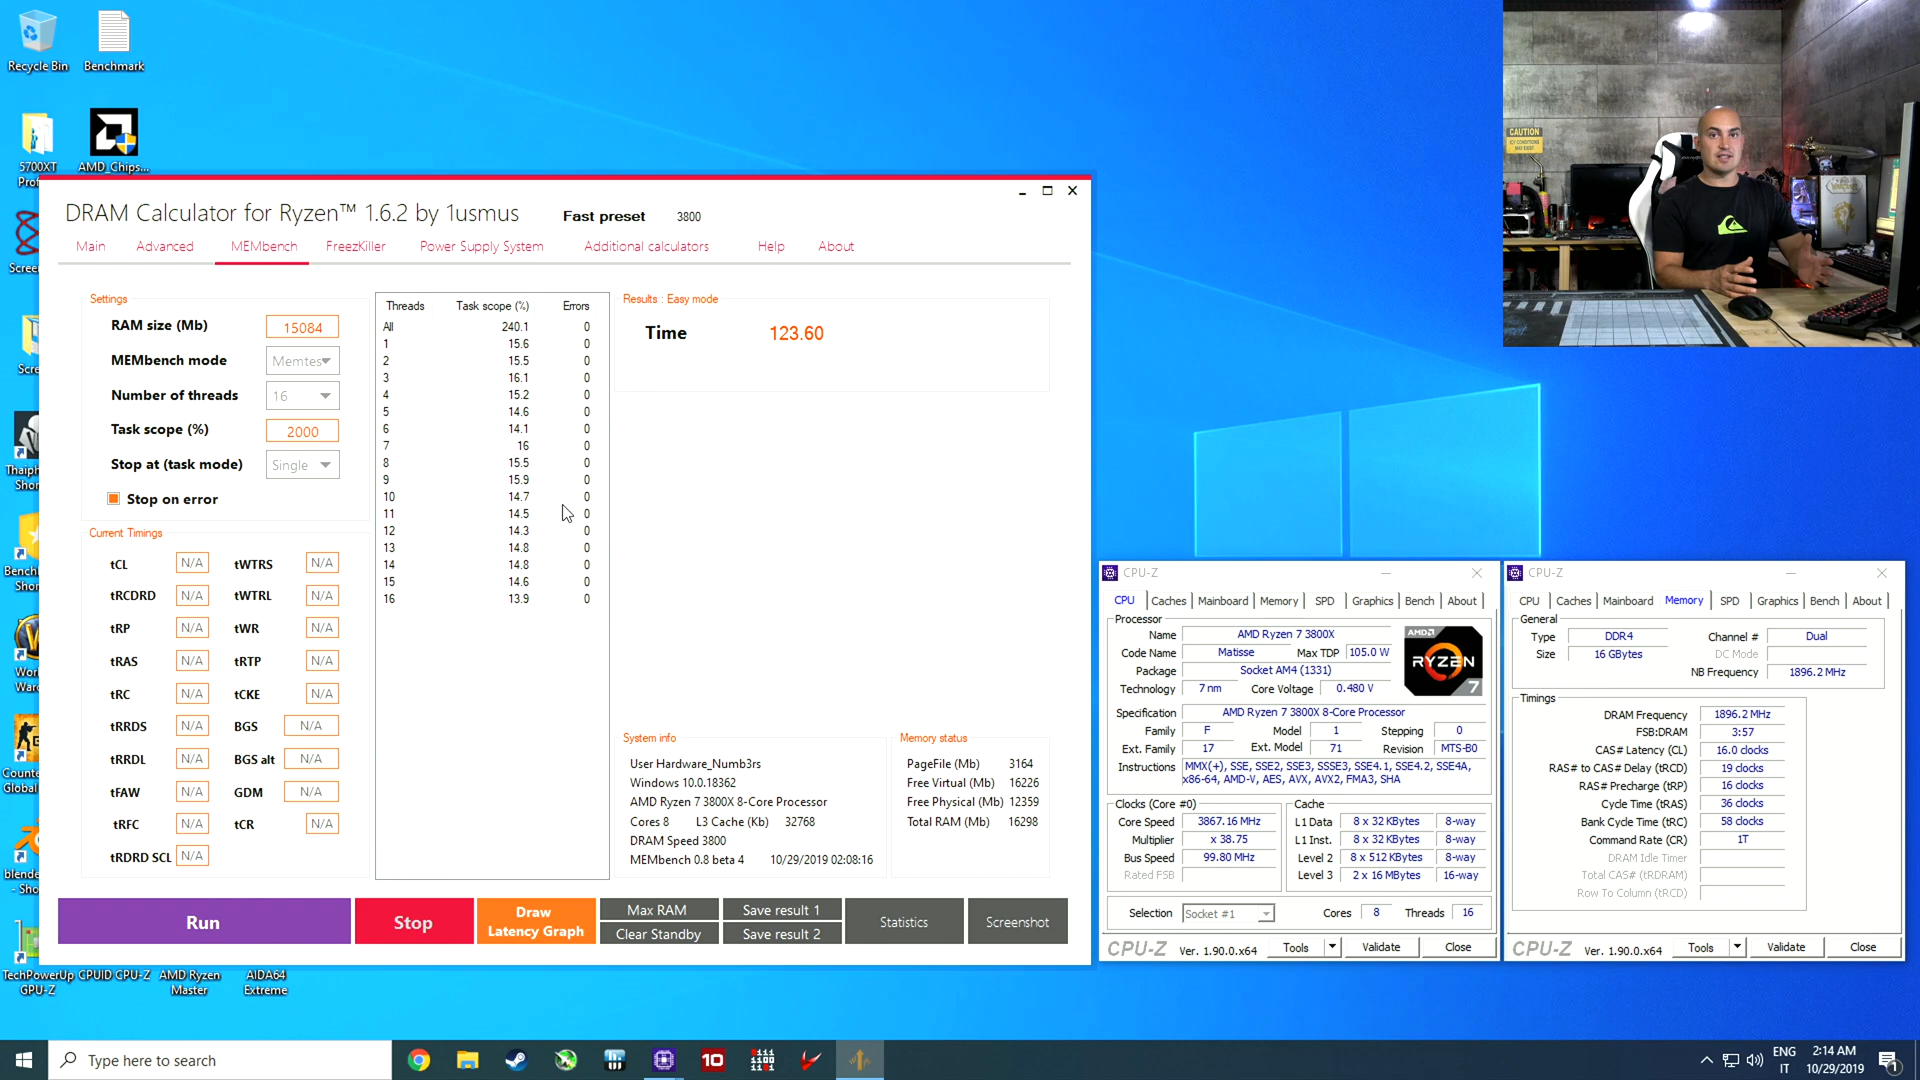 Recycle Bin
Benchmark
5700XT
AMD_Chips...
DRAM Calculator for Ryzen™ 1.6.2 by 1usmus
Fast preset 3800
Main Advanced MEMbench FreezKiller Power Supply System Additional calculators Help About
Settings
RAM size (Mb) 15084
MEMbench mode Memtes
Number of threads 16
Task scope (%) 2000
Stop at (task mode) Single
Stop on error
Current Timings
tCL N/A tWTRS N/A
tRCDRD N/A tWTRL N/A
tRP N/A tWR N/A
tRAS N/A tRTP N/A
tRC N/A tCKE N/A
tRRDS N/A BGS N/A
tRRDL N/A BGS alt N/A
tFAW N/A GDM N/A
tRFC N/A tCR N/A
tRDRD SCL N/A
Threads Task scope (%) Errors
All 240.1 0
1 15.6 0
2 15.5 0
3 16.1 0
4 15.2 0
5 14.6 0
6 14.1 0
7 16 0
8 15.5 0
9 15.9 0
10 14.7 0
11 14.5 0
12 14.3 0
13 14.8 0
14 14.8 0
15 14.6 0
16 13.9 0
Results : Easy mode
Time 123.60
System info
User Hardware_Numb3rs
Windows 10.0.18362
AMD Ryzen 7 3800X 8-Core Processor
Cores 8 L3 Cache (Kb) 32768
DRAM Speed 3800
MEMbench 0.8 beta 4 10/29/2019 02:08:16
Memory status
PageFile (Mb) 3164
Free Virtual (Mb) 16226
Free Physical (Mb) 12359
Total RAM (Mb) 16298
Run
Stop
Draw
Latency Graph
Max RAM
Clear Standby
Save result 1
Save result 2
Statistics
Screenshot
TechPowerUp
GPU-Z
CPUID CPU-Z
AMD Ryzen
Master
AIDA64
Extreme
CAUTION
CPU-Z
CPU Caches Mainboard Memory SPD Graphics Bench About
Processor
Name AMD Ryzen 7 3800X
Code Name Matisse Max TDP 105.0 W
Package Socket AM4 (1331)
Technology 7 nm Core Voltage 0.480 V
AMD
RYZEN
7
Specification AMD Ryzen 7 3800X 8-Core Processor
Family F Model 1 Stepping 0
Ext. Family 17 Ext. Model 71 Revision MTS-B0
Instructions MMX(+), SSE, SSE2, SSE3, SSSE3, SSE4.1, SSE4.2, SSE4A,
x86-64, AMD-V, AES, AVX, AVX2, FMA3, SHA
Clocks (Core #0)
Core Speed 3867.16 MHz
Multiplier x 38.75
Bus Speed 99.80 MHz
Rated FSB
Cache
L1 Data 8 x 32 KBytes 8-way
L1 Inst. 8 x 32 KBytes 8-way
Level 2 8 x 512 KBytes 8-way
Level 3 2 x 16 MBytes 16-way
Selection Socket #1 Cores 8 Threads 16
CPU-Z Ver. 1.90.0.x64 Tools Validate Close
CPU-Z
CPU Caches Mainboard Memory SPD Graphics Bench About
General
Type DDR4 Channel # Dual
Size 16 GBytes DC Mode
NB Frequency 1896.2 MHz
Timings
DRAM Frequency 1896.2 MHz
FSB:DRAM 3:57
CAS# Latency (CL) 16.0 clocks
RAS# to CAS# Delay (tRCD) 19 clocks
RAS# Precharge (tRP) 16 clocks
Cycle Time (tRAS) 36 clocks
Bank Cycle Time (tRC) 58 clocks
Command Rate (CR) 1T
DRAM Idle Timer
Total CAS# (tRDRAM)
Row To Column (tRCD)
CPU-Z Ver. 1.90.0.x64 Tools Validate Close
Type here to search
10
ENG
IT
2:14 AM
10/29/2019
1